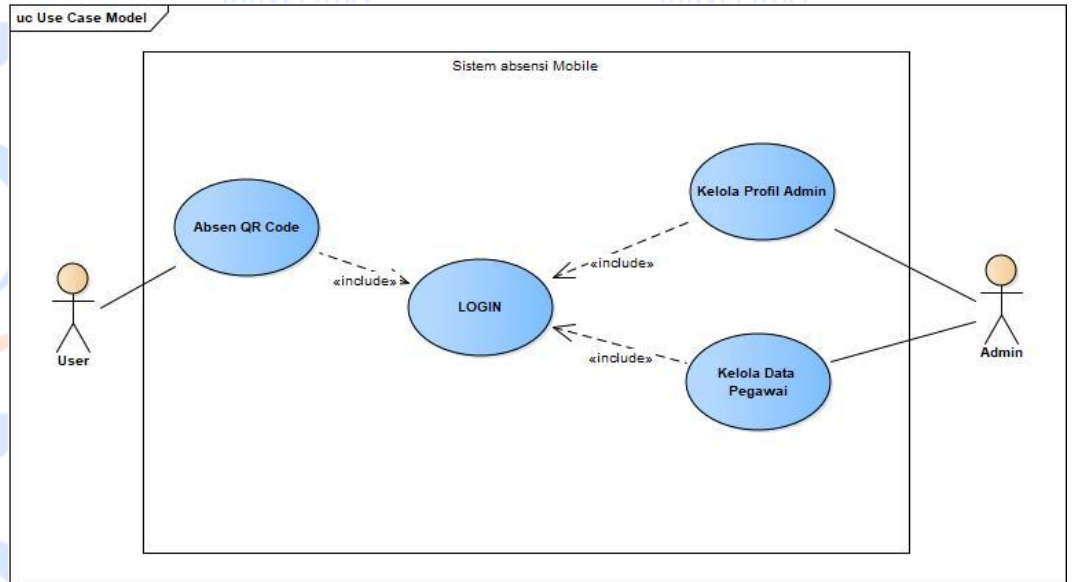 uc Use Case Model
Sistem absensi Mobile
Kelola Profil Admin
Absen QR Code
«include»
«include»
LOGIN
User
Admin
«include»
Kelola Data
Pegawai